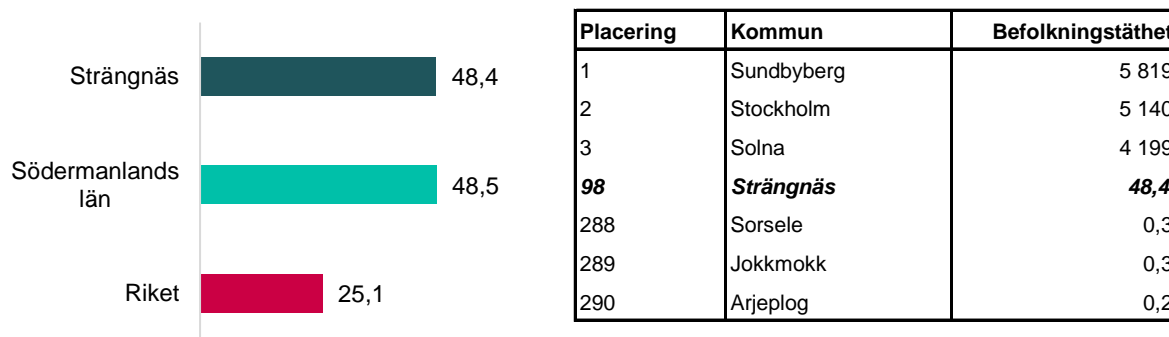 Strängnäs
48,4
Södermanlands
län
48,5
Riket
25,1
Placering Kommun Befolkningstäthet
1 Sundbyberg 5 819
2 Stockholm 5 140
3 Solna 4 199
98 Strängnäs 48,4
288 Sorsele 0,3
289 Jokkmokk 0,3
290 Arjeplog 0,2